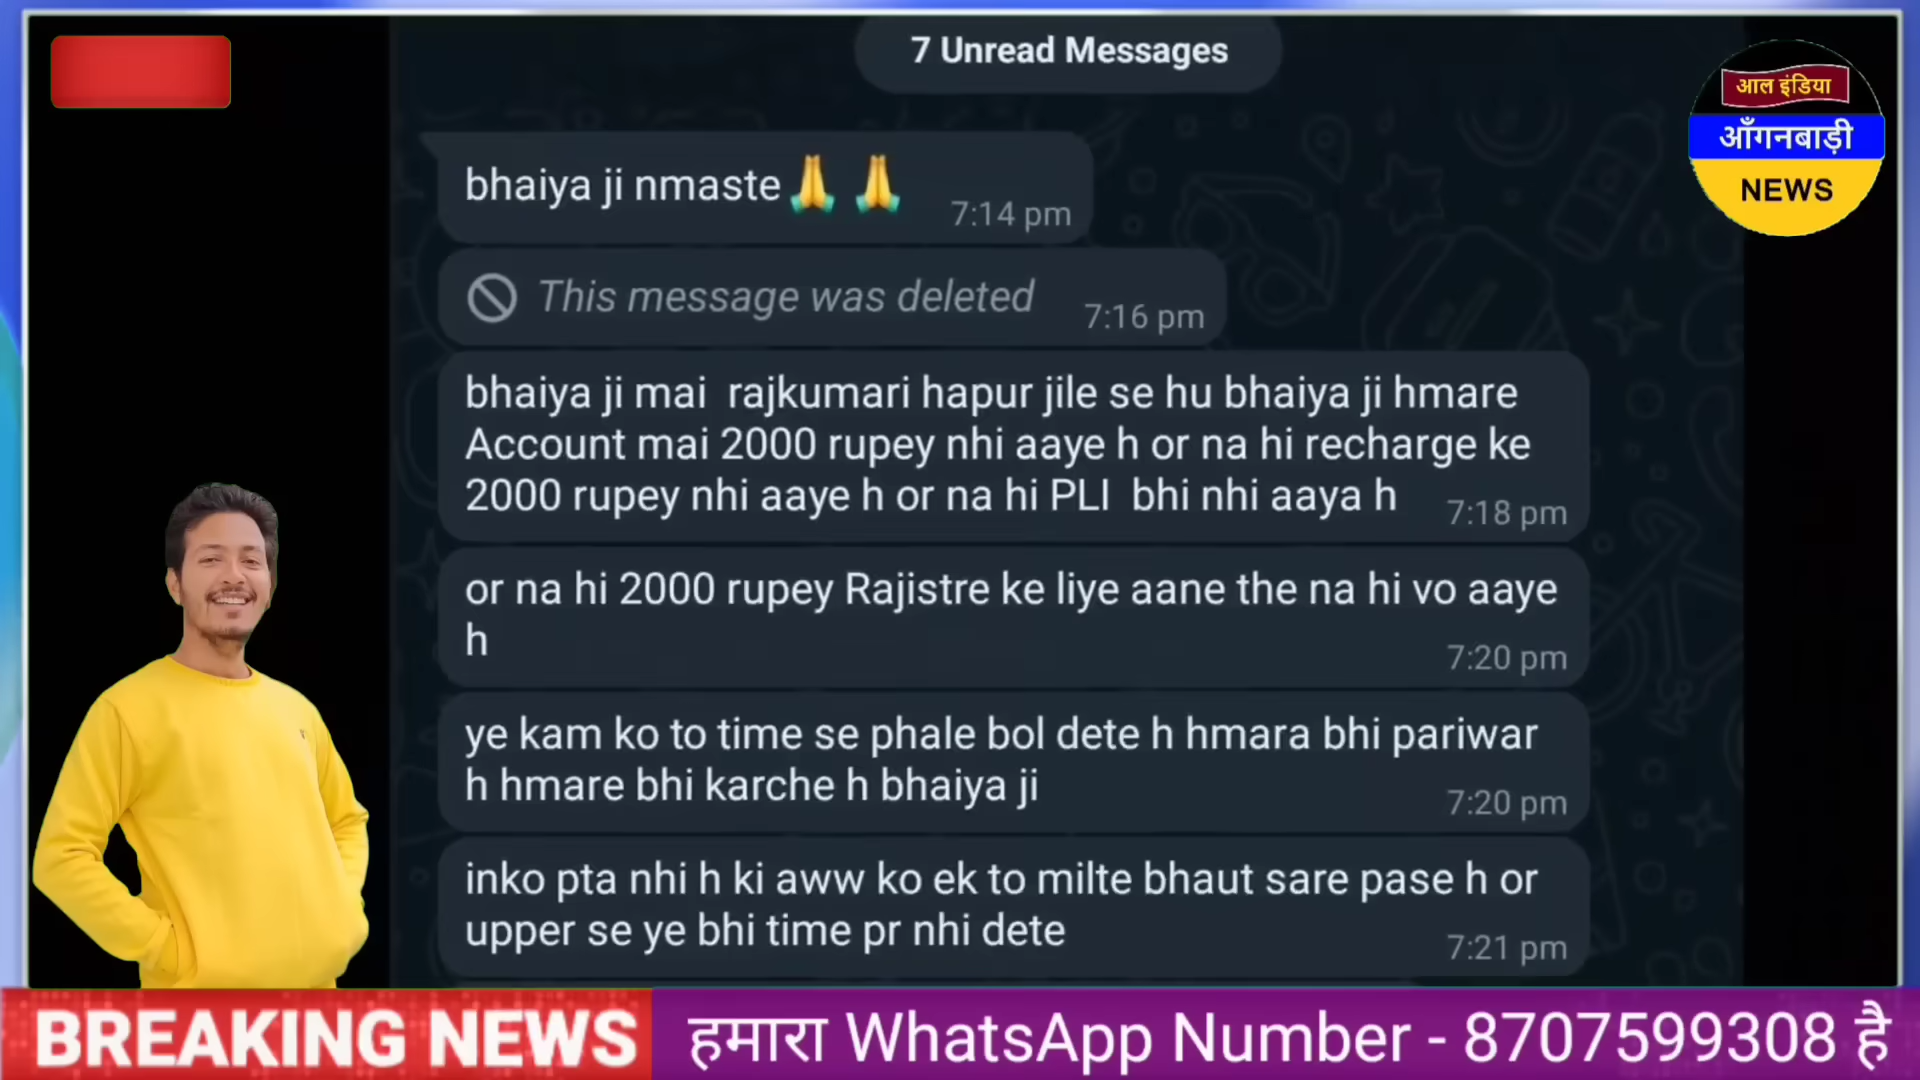 7 Unread Messages
आल इंडिया
आँगनबाड़ी
NEWS
bhaiya ji nmaste🙏 🙏
7:14 pm
This message was deleted
7:16 pm
bhaiya ji mai rajkumari hapur jile se hu bhaiya ji hmare
Account mai 2000 rupey nhi aaye h or na hi recharge ke
2000 rupey nhi aaye h or na hi PLI bhi nhi aaya h
7:18 pm
or na hi 2000 rupey Rajistre ke liye aane the na hi vo aaye
h
7:20 pm
ye kam ko to time se phale bol dete h hmara bhi pariwar
h hmare bhi karche h bhaiya ji
7:20 pm
inko pta nhi h ki aww ko ek to milte bhaut sare pase h or
upper se ye bhi time pr nhi dete
7:21 pm
BREAKING NEWS
हमारा WhatsApp Number - 8707599308 है